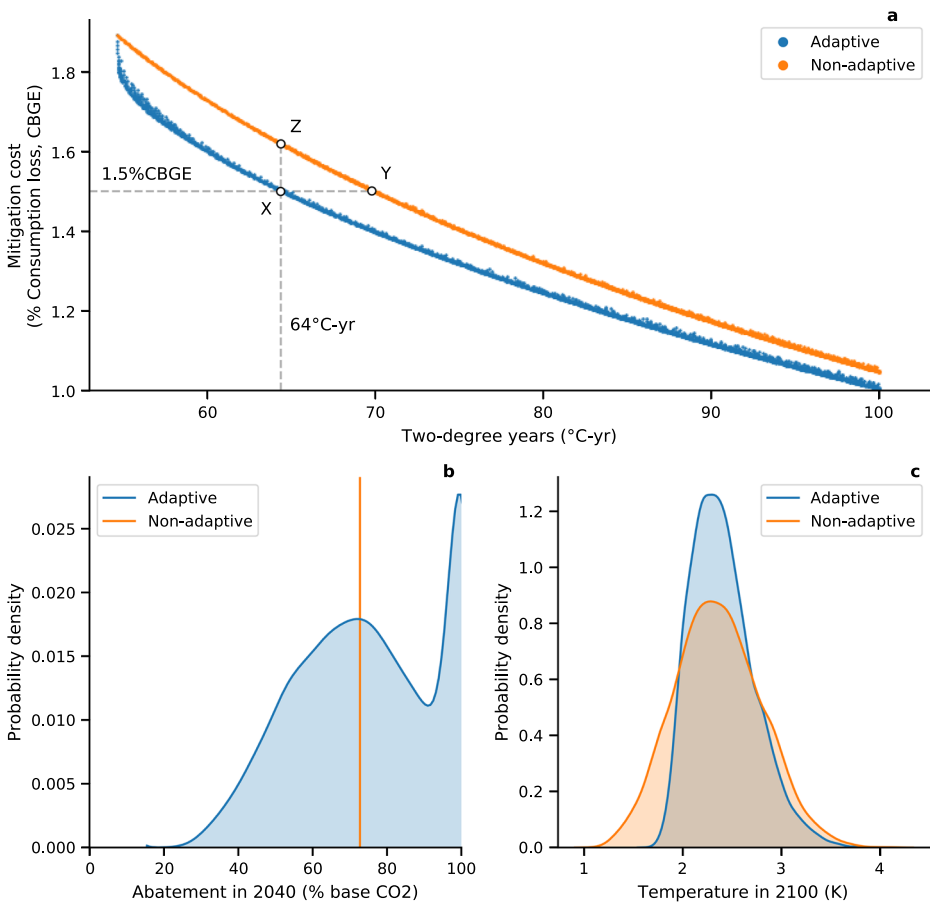 a
Adaptive
Non-adaptive
Mitigation cost
(% Consumption loss, CBGE)
1.8
1.6
1.4
1.2
1.0
Z
Y
X
1.5%CBGE
64°C-yr
60
70
80
90
100
Two-degree years (°C-yr)
b
Adaptive
Non-adaptive
Probability density
0.025
0.020
0.015
0.010
0.005
0.000
0
20
40
60
80
100
Abatement in 2040 (% base CO2)
c
Adaptive
Non-adaptive
Probability density
1.2
1.0
0.8
0.6
0.4
0.2
0.0
1
2
3
4
Temperature in 2100 (K)